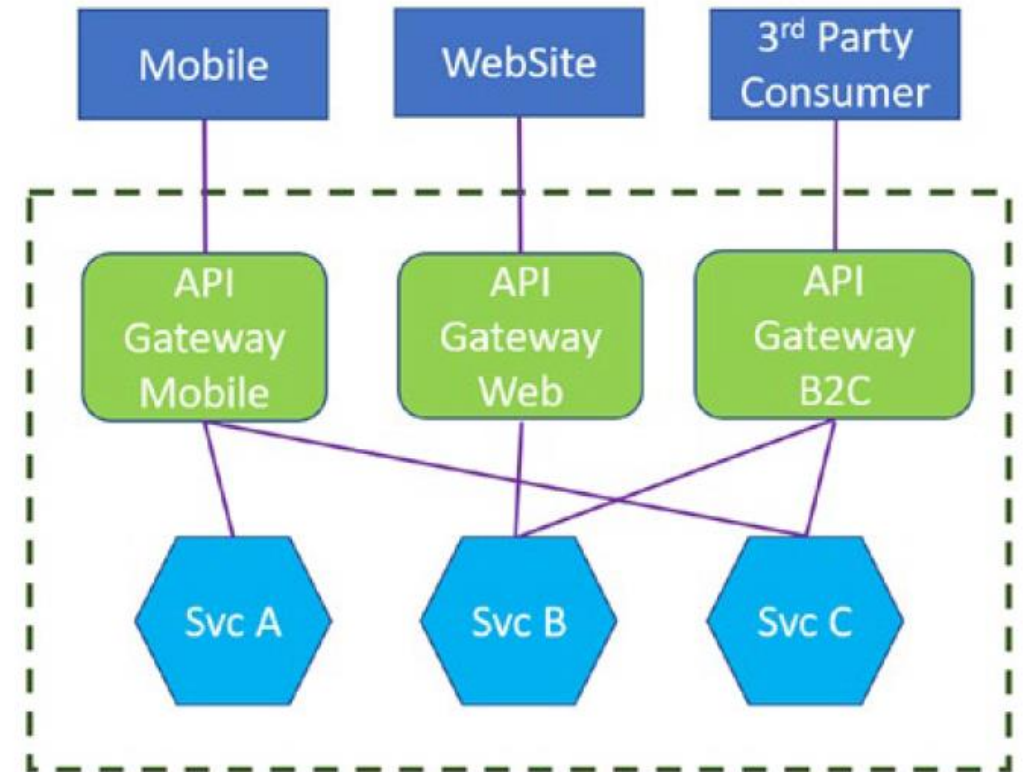 Mobile
WebSite
3rd Party
Consumer
API
Gateway
Mobile
API
Gateway
Web
API
Gateway
B2C
Svc A
Svc B
Svc C